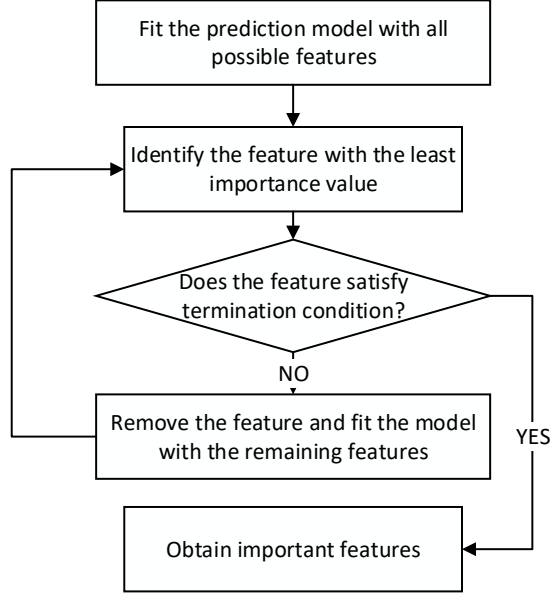 Fit the prediction model with all
possible features
Identify the feature with the least
importance value
Does the feature satisfy
termination condition?
NO
Remove the feature and fit the model
with the remaining features
YES
Obtain important features